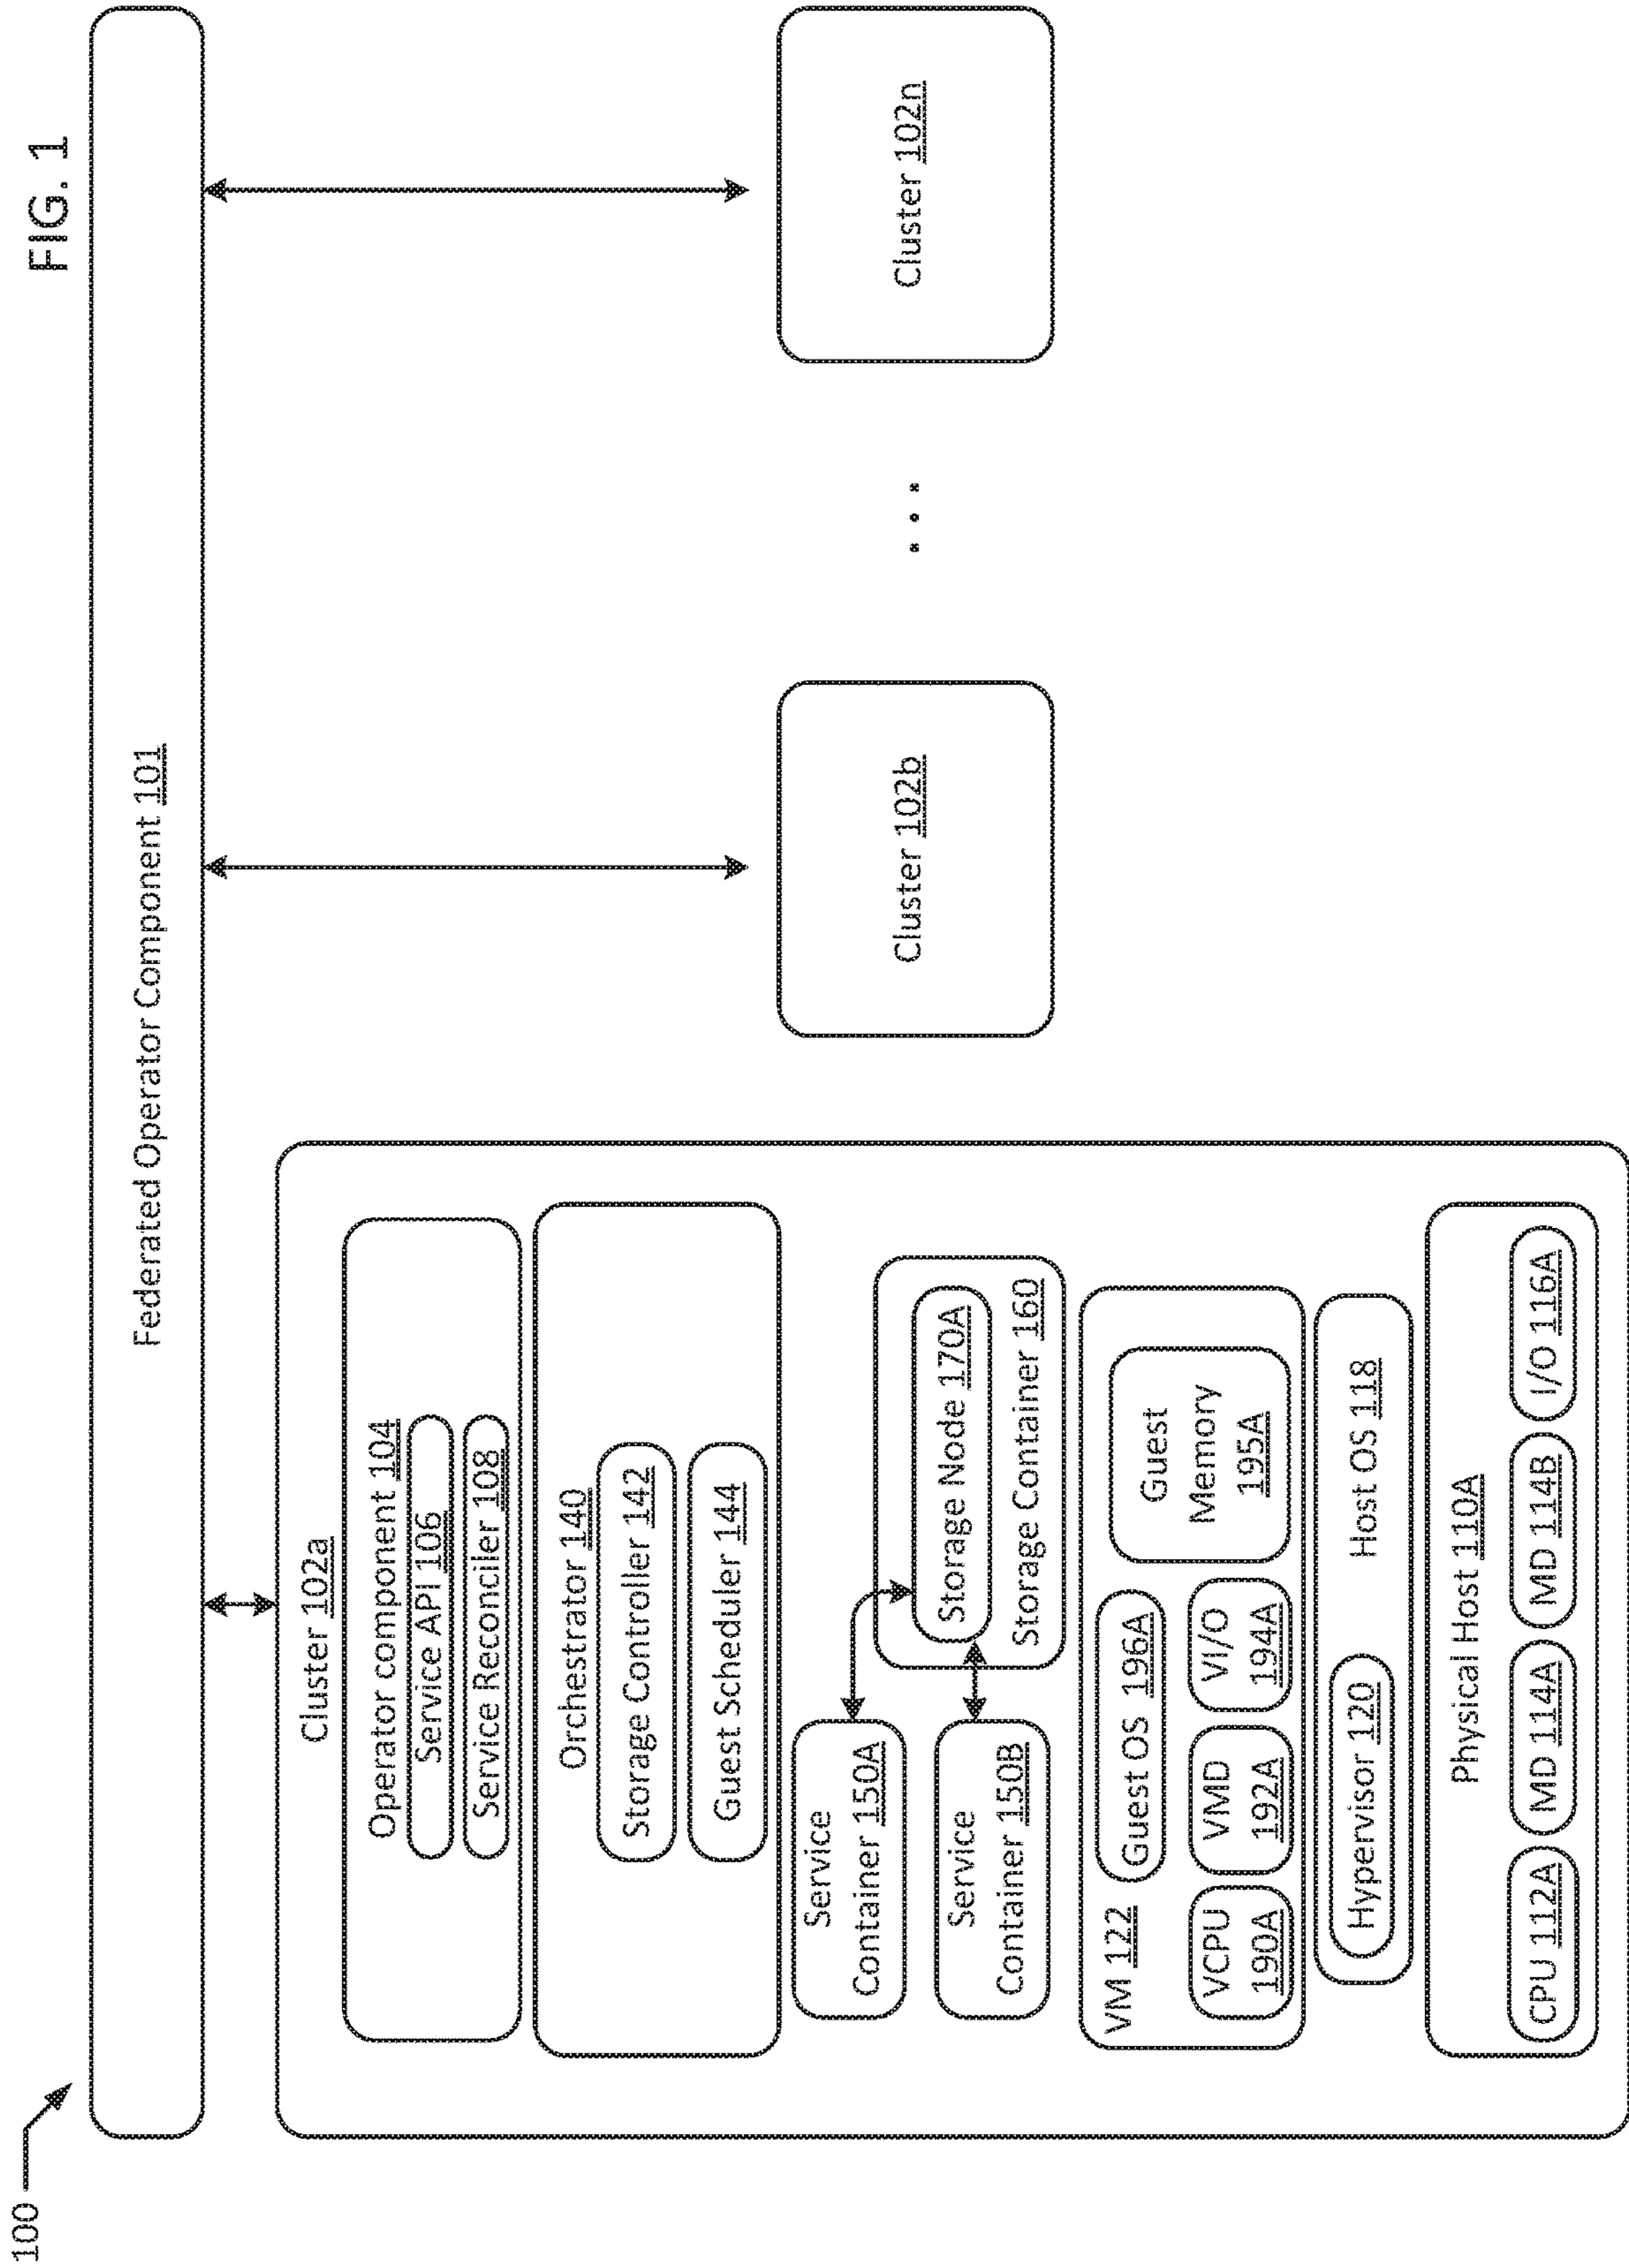 100
FIG. 1
Federated Operator Component 101
Cluster 102a
Operator component 104
Service API 106
Service Reconciler 108
Orchestrator 140
Storage Controller 142
Guest Scheduler 144
Service
Container 150A
Service
Container 150B
Storage Node 170A
Storage Container 160
VM 122
Guest OS 196A
VCPU
190A
VMD
192A
VI/O
194A
Guest
Memory
195A
Hypervisor 120
Host OS 118
Physical Host 110A
CPU 112A
MD 114A
MD 114B
I/O 116A
Cluster 102b
. . .
Cluster 102n